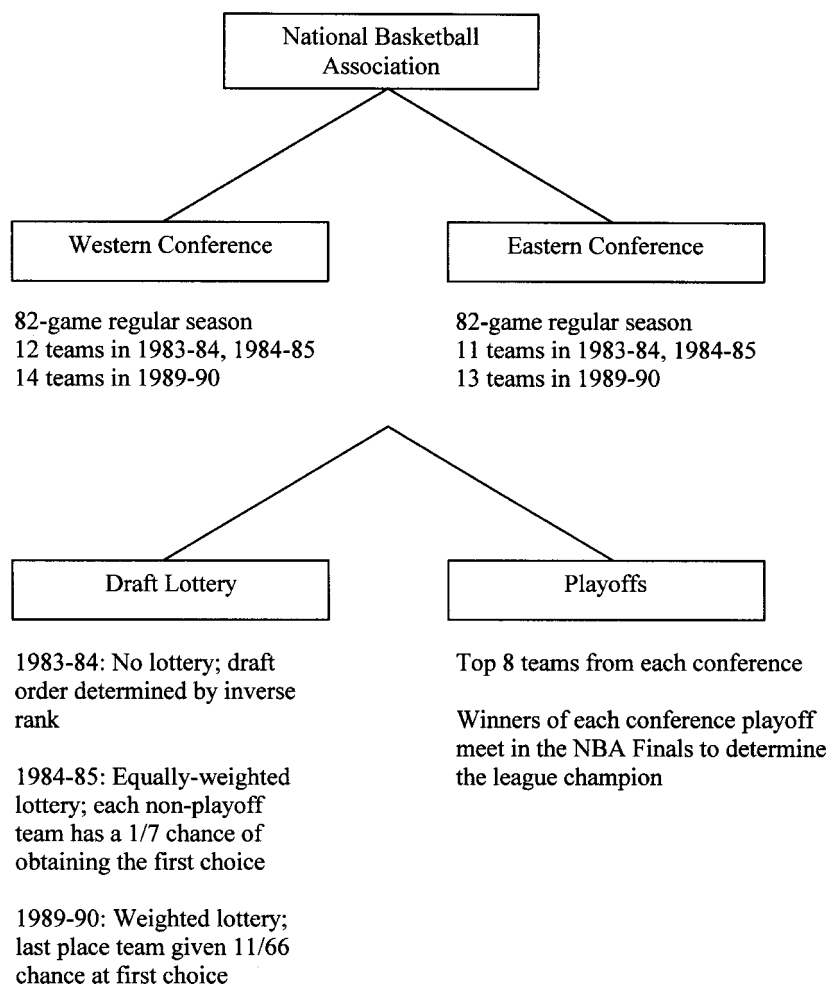 National Basketball
Association
Western Conference
82-game regular season
12 teams in 1983-84, 1984-85
14 teams in 1989-90
Eastern Conference
82-game regular season
11 teams in 1983-84, 1984-85
13 teams in 1989-90
Draft Lottery
1983-84: No lottery; draft
order determined by inverse
rank
1984-85: Equally-weighted
lottery; each non-playoff
team has a 1/7 chance of
obtaining the first choice
1989-90: Weighted lottery;
last place team given 11/66
chance at first choice
Playoffs
Top 8 teams from each conference
Winners of each conference playoff
meet in the NBA Finals to determine
the league champion